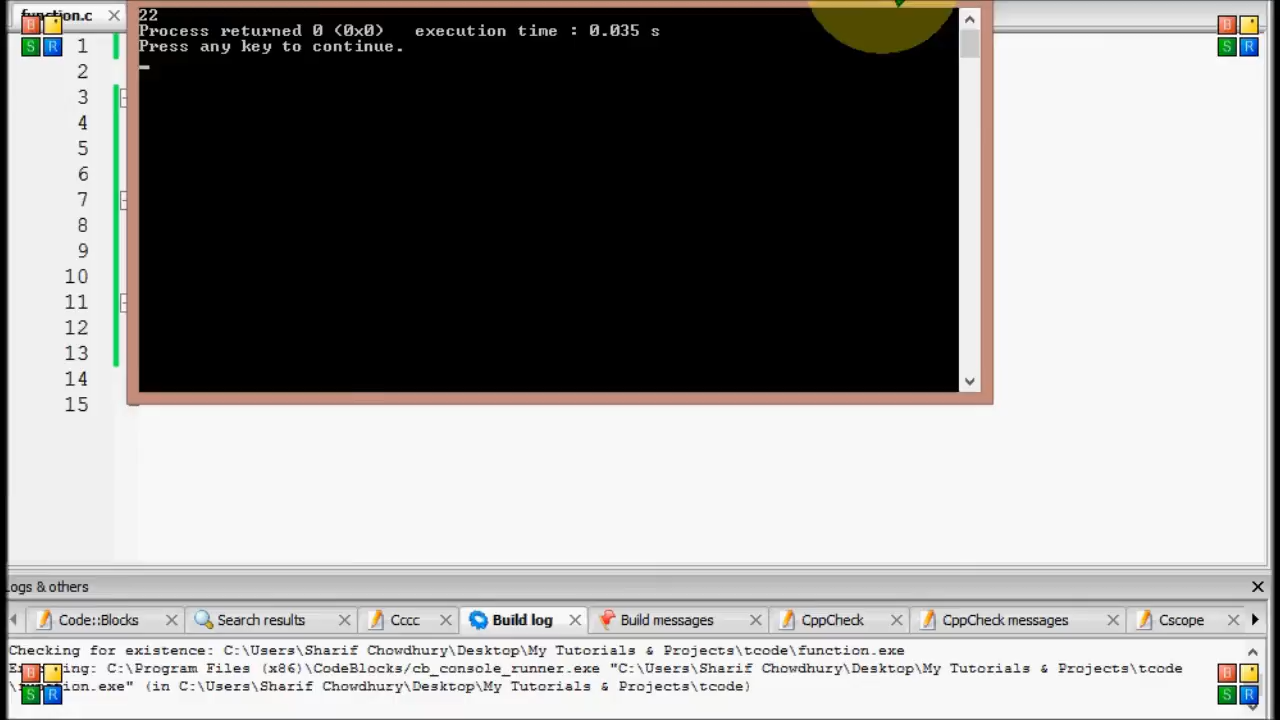 function.c
22
Process returned 0 (0x0)   execution time : 0.035 s
Press any key to continue.
1
2
3
4
5
6
7
8
9
10
11
12
13
14
15
B
S R
B
S R
Logs & others
Code::Blocks Search results Cccc Build log Build messages CppCheck CppCheck messages Cscope
Checking for existence: C:\Users\Sharif Chowdhury\Desktop\My Tutorials & Projects\tcode\function.exe
Executing: C:\Program Files (x86)\CodeBlocks/cb_console_runner.exe "C:\Users\Sharif Chowdhury\Desktop\My Tutorials & Projects\tcode
\function.exe" (in C:\Users\Sharif Chowdhury\Desktop\My Tutorials & Projects\tcode)
B
S R
B
S R